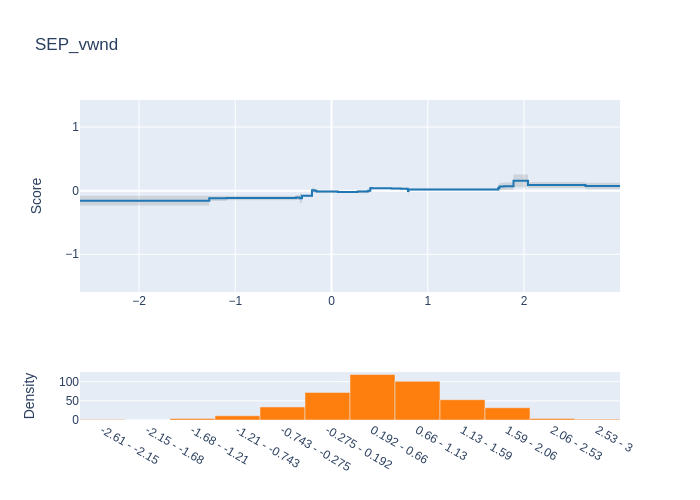 SEP_vwnd
Score
1
0
−1
−2
−1
0
1
2
Density
100
50
0
-2.61 - -2.15
-2.15 - -1.68
-1.68 - -1.21
-1.21 - -0.743
-0.743 - -0.275
-0.275 - 0.192
0.192 - 0.66
0.66 - 1.13
1.13 - 1.59
1.59 - 2.06
2.06 - 2.53
2.53 - 3